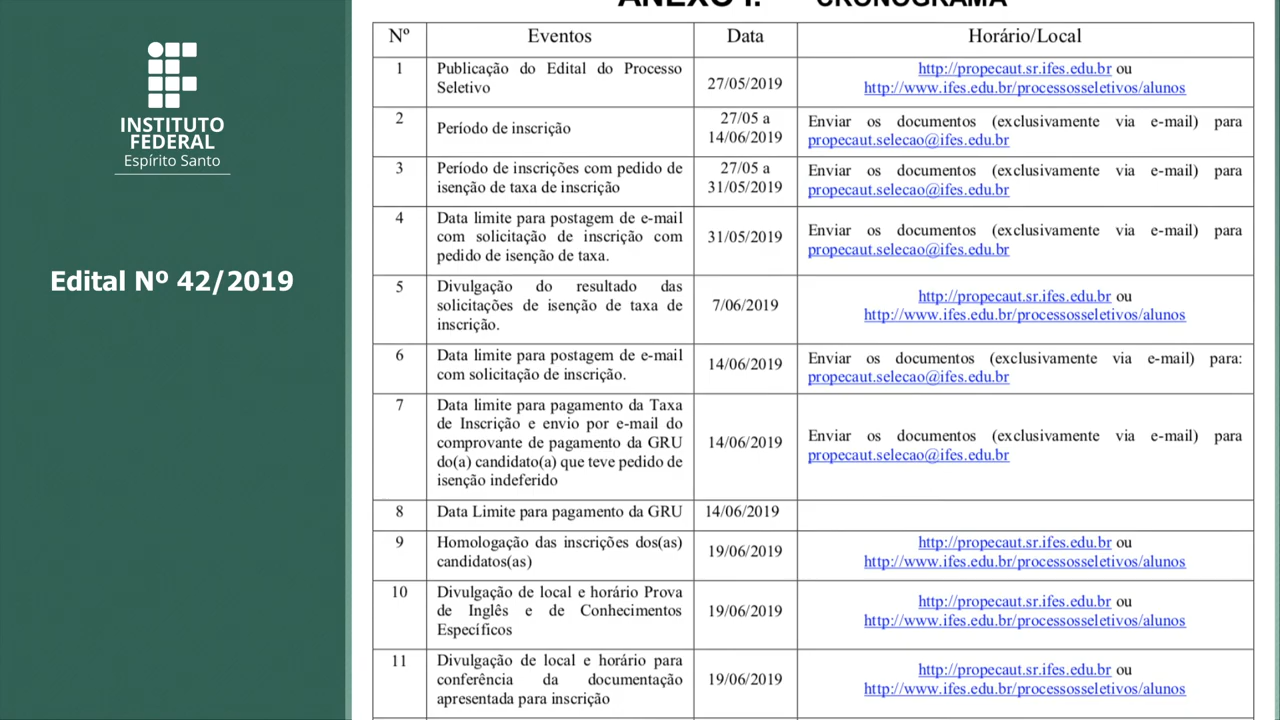 INSTITUTO
FEDERAL
Espírito Santo
Edital Nº 42/2019
ANEXO I. CRONOGRAMA
Nº Eventos Data Horário/Local
1 Publicação do Edital do Processo
Seletivo
27/05/2019
http://propecaut.sr.ifes.edu.br ou
http://www.ifes.edu.br/processosseletivos/alunos
2 Período de inscrição
27/05 a
14/06/2019
Enviar os documentos (exclusivamente via e-mail) para
propecaut.selecao@ifes.edu.br
3 Período de inscrições com pedido de
isenção de taxa de inscrição
27/05 a
31/05/2019
Enviar os documentos (exclusivamente via e-mail) para
propecaut.selecao@ifes.edu.br
4 Data limite para postagem de e-mail
com solicitação de inscrição com
pedido de isenção de taxa.
31/05/2019
Enviar os documentos (exclusivamente via e-mail) para
propecaut.selecao@ifes.edu.br
5 Divulgação do resultado das
solicitações de isenção de taxa de
inscrição.
7/06/2019
http://propecaut.sr.ifes.edu.br ou
http://www.ifes.edu.br/processosseletivos/alunos
6 Data limite para postagem de e-mail
com solicitação de inscrição.
14/06/2019
Enviar os documentos (exclusivamente via e-mail) para:
propecaut.selecao@ifes.edu.br
7 Data limite para pagamento da Taxa
de Inscrição e envio por e-mail do
comprovante de pagamento da GRU
do(a) candidato(a) que teve pedido de
isenção indeferido
14/06/2019
Enviar os documentos (exclusivamente via e-mail) para
propecaut.selecao@ifes.edu.br
8 Data Limite para pagamento da GRU 14/06/2019
9 Homologação das inscrições dos(as)
candidatos(as)
19/06/2019
http://propecaut.sr.ifes.edu.br ou
http://www.ifes.edu.br/processosseletivos/alunos
10 Divulgação de local e horário Prova
de Inglês e de Conhecimentos
Específicos
19/06/2019
http://propecaut.sr.ifes.edu.br ou
http://www.ifes.edu.br/processosseletivos/alunos
11 Divulgação de local e horário para
conferência da documentação
apresentada para inscrição
19/06/2019
http://propecaut.sr.ifes.edu.br ou
http://www.ifes.edu.br/processosseletivos/alunos